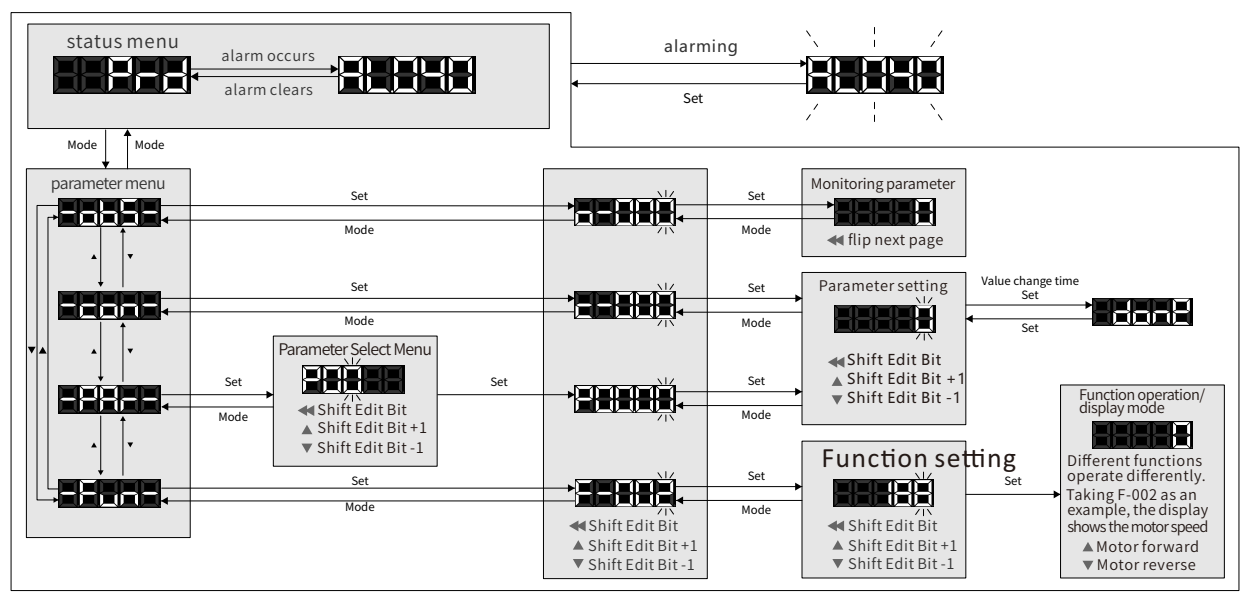 status menu
alarm occurs
alarm clears
alarming
Set
Mode
Mode
parameter menu
Set
Mode
Set
Mode
Monitoring parameter
flip next page
Set
Mode
Set
Mode
Parameter setting
Shift Edit Bit
Shift Edit Bit +1
Shift Edit Bit -1
Value change time
Set
Set
Set
Mode
Parameter Select Menu
Shift Edit Bit
Shift Edit Bit +1
Shift Edit Bit -1
Set
Set
Mode
Set
Mode
Shift Edit Bit
Shift Edit Bit +1
Shift Edit Bit -1
Set
Mode
Function setting
Shift Edit Bit
Shift Edit Bit +1
Shift Edit Bit -1
Set
Function operation/
display mode
Different functions
operate differently.
Taking F-002 as an
example, the display
shows the motor speed
Motor forward
Motor reverse